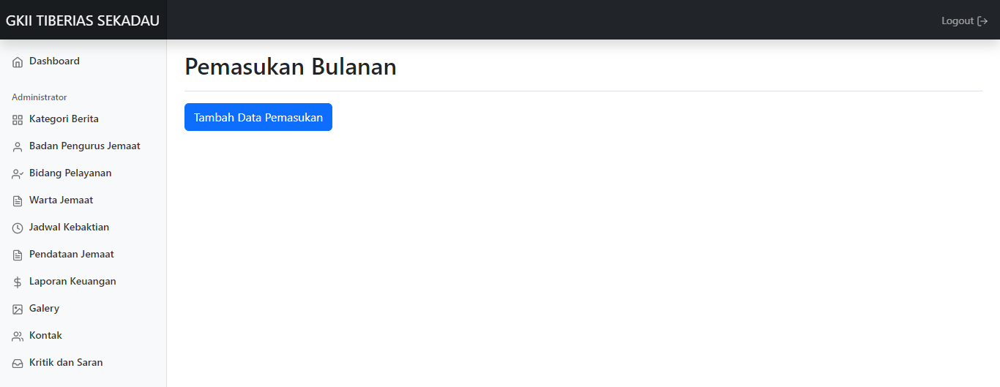 GKII TIBERIAS SEKADAU
Logout
Dashboard
Administrator
Kategori Berita
Badan Pengurus Jemaat
Bidang Pelayanan
Warta Jemaat
Jadwal Kebaktian
Pendataan Jemaat
Laporan Keuangan
Galery
Kontak
Kritik dan Saran
Pemasukan Bulanan
Tambah Data Pemasukan